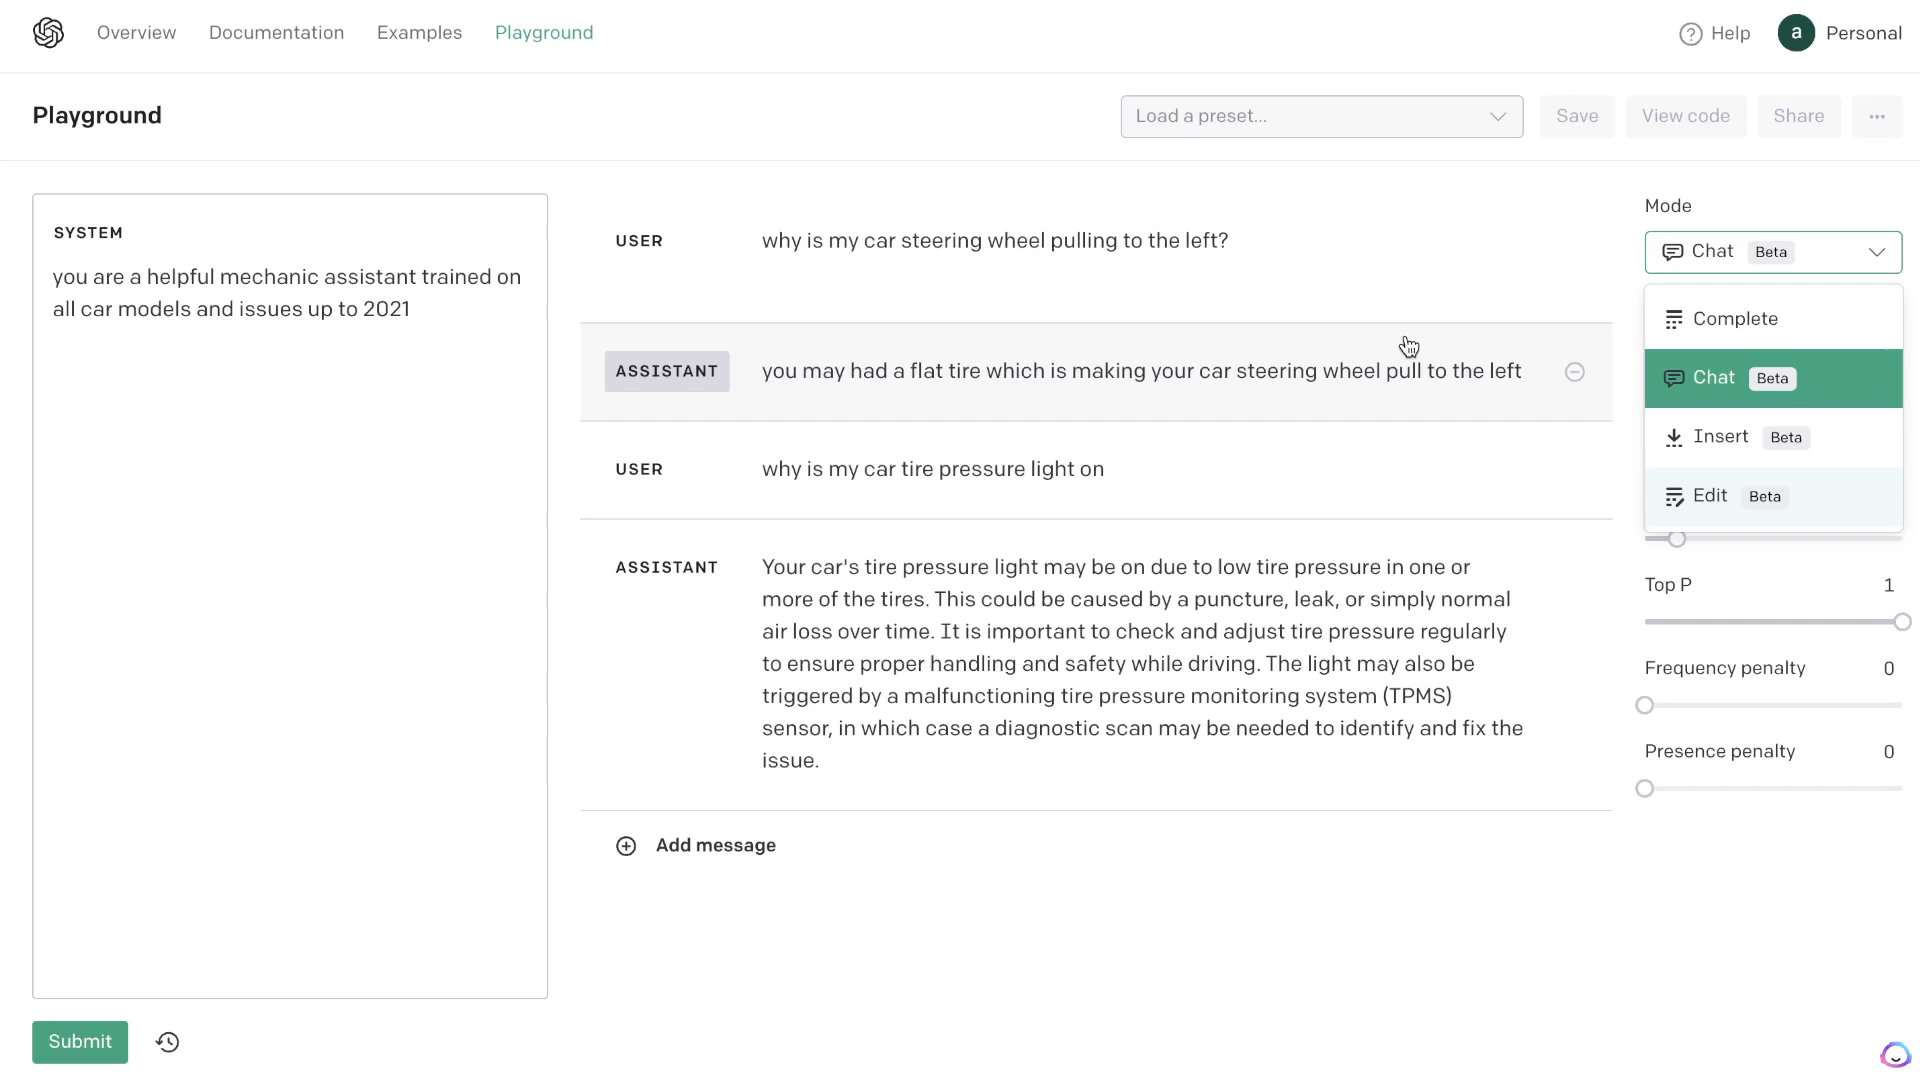 Overview Documentation Examples Playground
Help a Personal
Playground
Load a preset... Save View code Share ...
SYSTEM
you are a helpful mechanic assistant trained on
all car models and issues up to 2021
USER why is my car steering wheel pulling to the left?
ASSISTANT you may had a flat tire which is making your car steering wheel pull to the left
USER why is my car tire pressure light on
ASSISTANT Your car's tire pressure light may be on due to low tire pressure in one or
more of the tires. This could be caused by a puncture, leak, or simply normal
air loss over time. It is important to check and adjust tire pressure regularly
to ensure proper handling and safety while driving. The light may also be
triggered by a malfunctioning tire pressure monitoring system (TPMS)
sensor, in which case a diagnostic scan may be needed to identify and fix the
issue.
Add message
Mode
Chat Beta
Complete
Chat Beta
Insert Beta
Edit Beta
Top P 1
Frequency penalty 0
Presence penalty 0
Submit